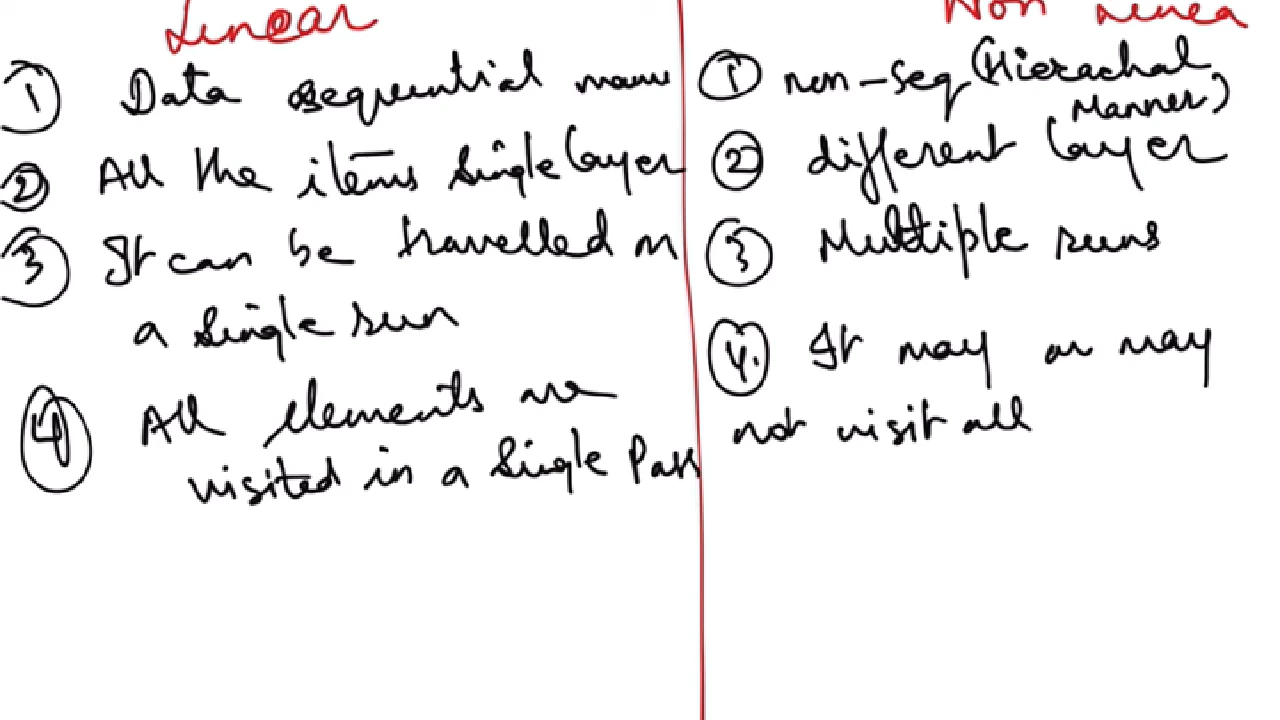 Linear
① Data sequential
② All the items Single layer
③ It can be travelled in
a single run
④ All elements are
visited in a Single Pass
Non Linea
① non-seq (Hierachal
Manner)
② different layer
③ Multiple runs
④. It may or may
not visit all